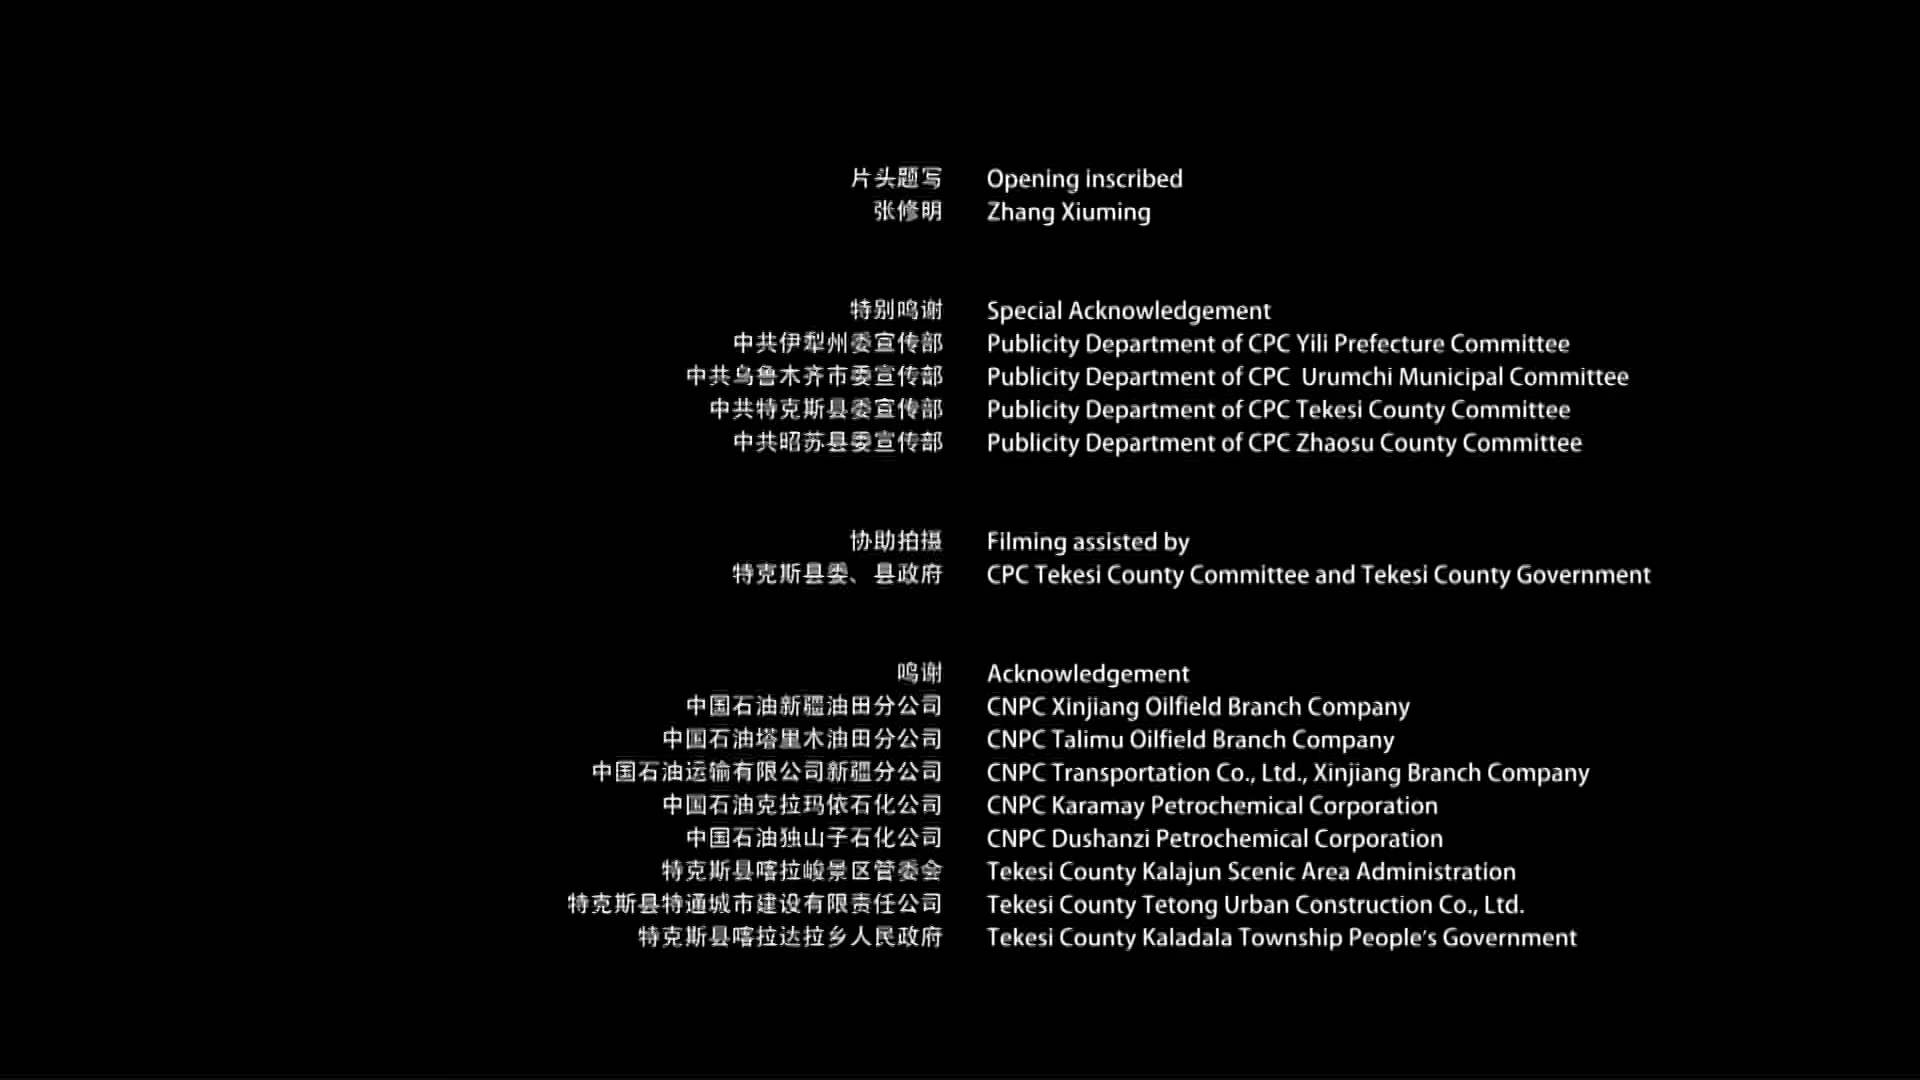 片头题写 Opening inscribed
张修明 Zhang Xiuming
特别鸣谢 Special Acknowledgement
中共伊犁州委宣传部 Publicity Department of CPC Yili Prefecture Committee
中共乌鲁木齐市委宣传部 Publicity Department of CPC  Urumchi Municipal Committee
中共特克斯县委宣传部 Publicity Department of CPC Tekesi County Committee
中共昭苏县委宣传部 Publicity Department of CPC Zhaosu County Committee
协助拍摄 Filming assisted by
特克斯县委、县政府 CPC Tekesi County Committee and Tekesi County Government
鸣谢 Acknowledgement
中国石油新疆油田分公司 CNPC Xinjiang Oilfield Branch Company
中国石油塔里木油田分公司 CNPC Talimu Oilfield Branch Company
中国石油运输有限公司新疆分公司 CNPC Transportation Co., Ltd., Xinjiang Branch Company
中国石油克拉玛依石化公司 CNPC Karamay Petrochemical Corporation
中国石油独山子石化公司 CNPC Dushanzi Petrochemical Corporation
特克斯县喀拉峻景区管委会 Tekesi County Kalajun Scenic Area Administration
特克斯县特通城市建设有限责任公司 Tekesi County Tetong Urban Construction Co., Ltd.
特克斯县喀拉达拉乡人民政府 Tekesi County Kaladala Township People's Government